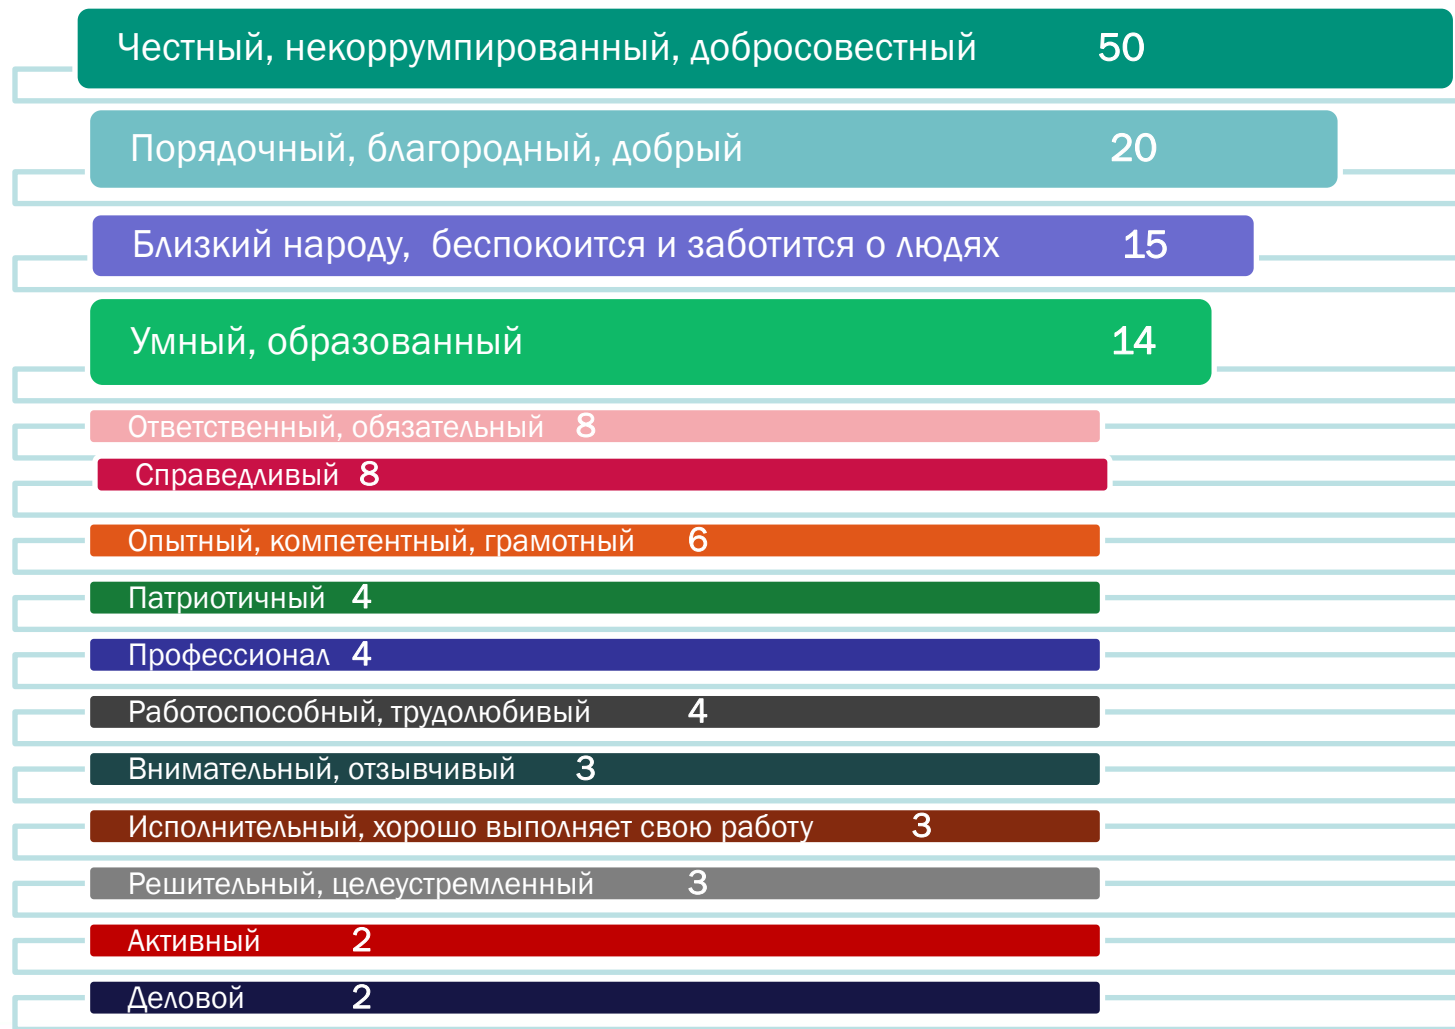 Честный, некоррумпированный, добросовестный 50
Порядочный, благородный, добрый 20
Близкий народу, беспокоится и заботится о людях 15
Умный, образованный 14
Ответственный, обязательный 8
Справедливый 8
Опытный, компетентный, грамотный 6
Патриотичный 4
Профессионал 4
Работоспособный, трудолюбивый 4
Внимательный, отзывчивый 3
Исполнительный, хорошо выполняет свою работу 3
Решительный, целеустремленный 3
Активный 2
Деловой 2